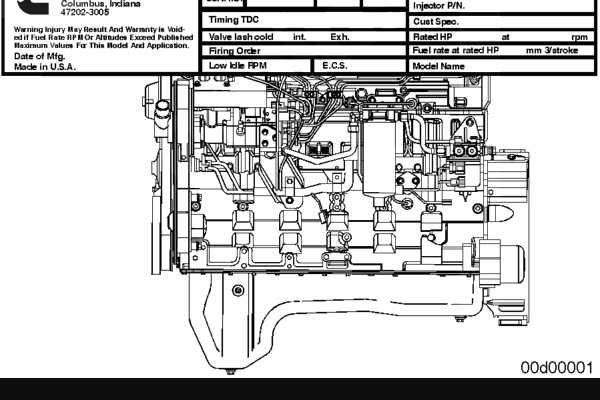 Columbus, Indiana
47202-3005
Warning Injury May Result And Warranty is Void-
ed if Fuel Rate RPM Or Altitudes Exceed Published
Maximum Values For This Model And Application.
Date of Mfg.
Made in U.S.A.
Timing TDC
Valve lash cold int. Exh.
Firing Order
Low Idle RPM E.C.S.
Injector P/N.
Cust Spec.
Rated HP at rpm
Fuel rate at rated HP mm 3/stroke
Model Name
00d00001